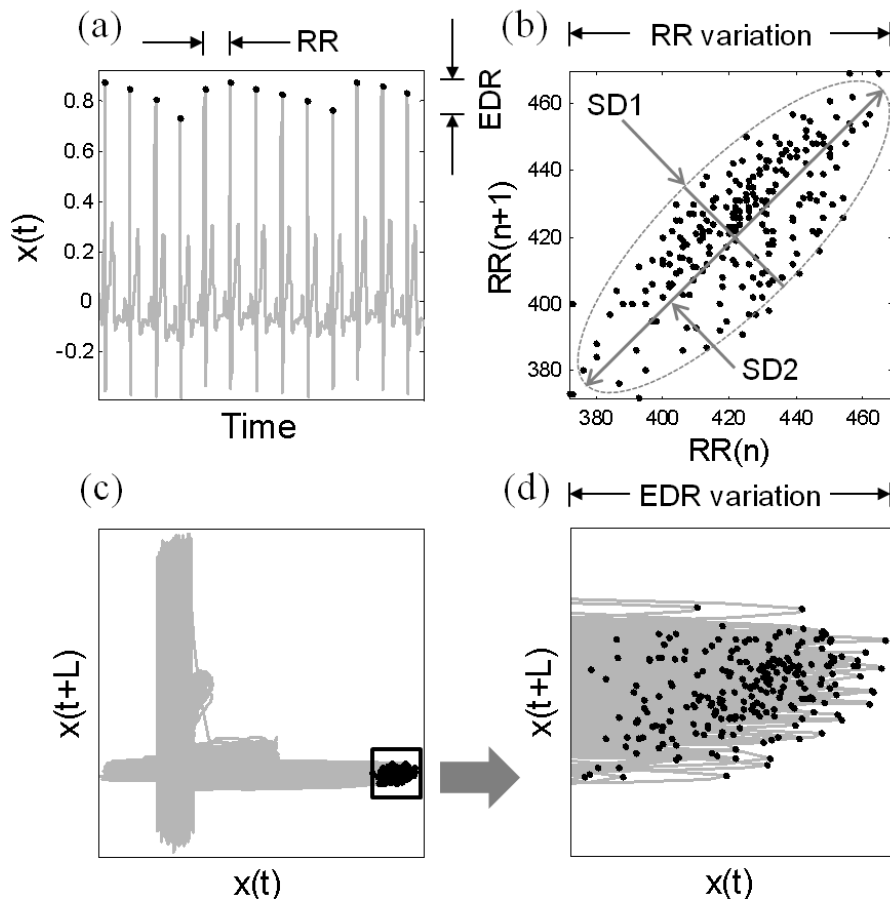 (a)
RR
EDR
0.8
0.6
0.4
0.2
0
-0.2
x(t)
Time
(b)
RR variation
SD1
SD2
460
440
420
400
380
RR(n+1)
380 400 420 440 460
RR(n)
(c)
x(t+L)
x(t)
(d)
EDR variation
x(t+L)
x(t)